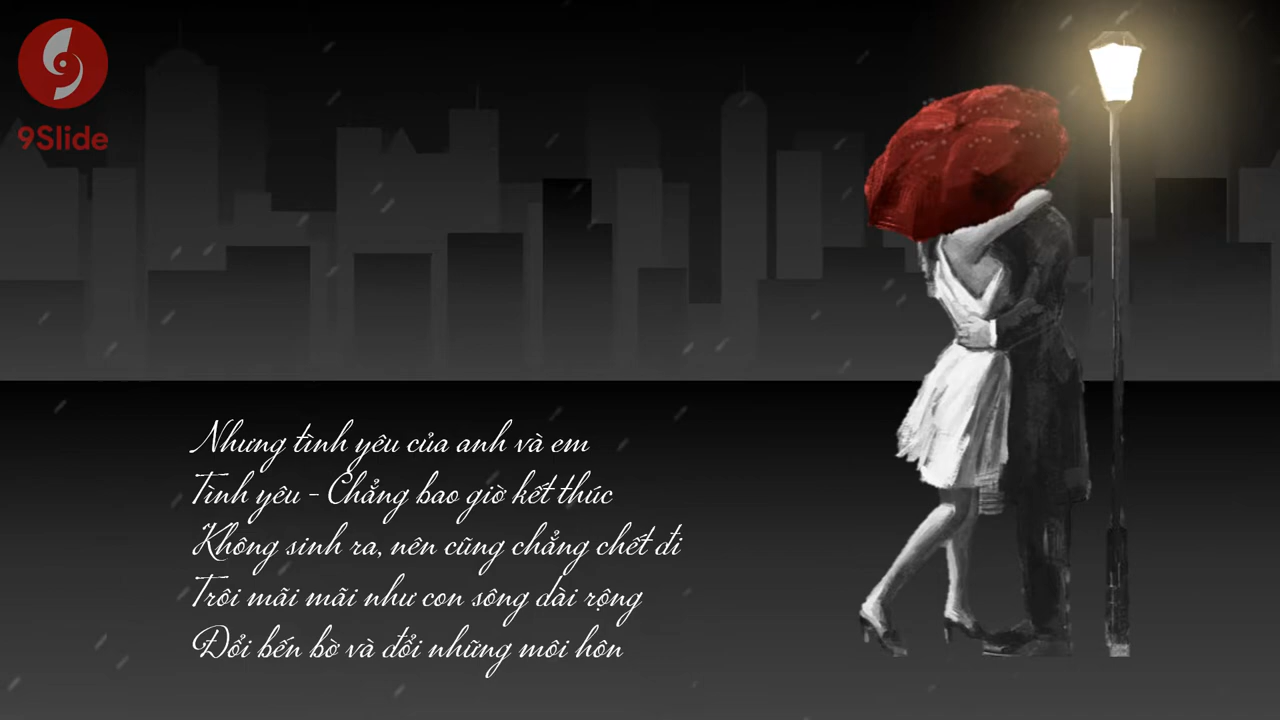 9Slide
Nhưng tình yêu của anh và em
Tình yêu - Chẳng bao giờ kết thúc
Không sinh ra, nên cũng chẳng chết đi
Trôi mãi mãi như con sông dài rộng
Đổi bến bờ và đổi những môi hôn